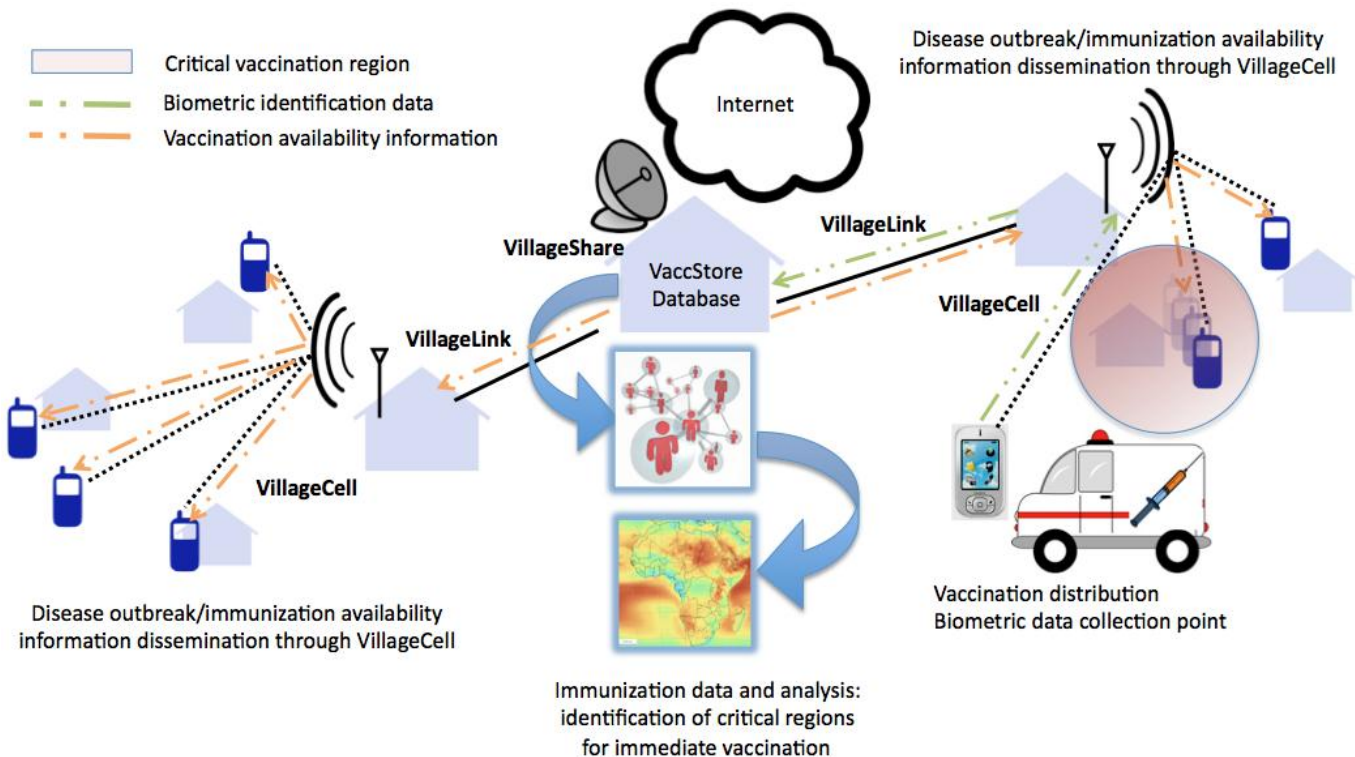 Critical vaccination region
Biometric identification data
Vaccination availability information
Internet
Disease outbreak/immunization availability
information dissemination through VillageCell
VillageShare
VaccStore
Database
VillageLink
VillageCell
VillageLink
VillageCell
Disease outbreak/immunization availability
information dissemination through VillageCell
Vaccination distribution
Biometric data collection point
Immunization data and analysis:
identification of critical regions
for immediate vaccination